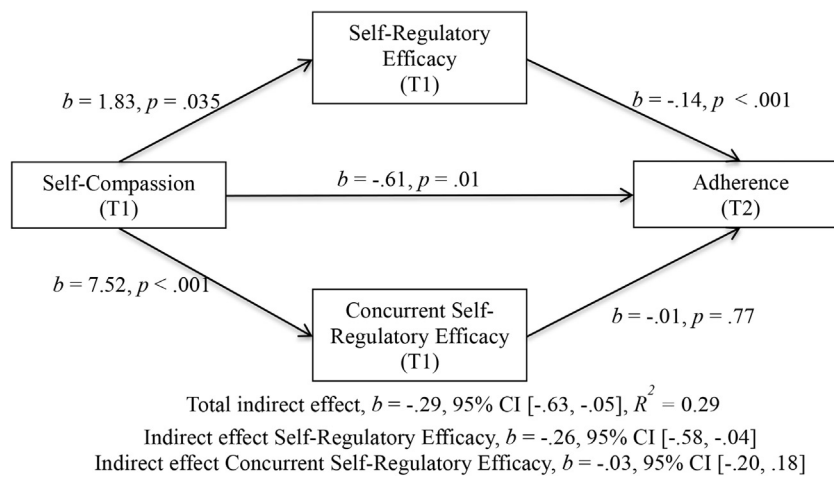 Self-Regulatory
Efficacy
(T1)
b = 1.83, p = .035
b = -.14, p < .001
Self-Compassion
(T1)
b = -.61, p = .01
Adherence
(T2)
b = 7.52, p < .001
Concurrent Self-
Regulatory Efficacy
(T1)
b = -.01, p = .77
Total indirect effect, b = -.29, 95% CI [-.63, -.05], R² = 0.29
Indirect effect Self-Regulatory Efficacy, b = -.26, 95% CI [-.58, -.04]
Indirect effect Concurrent Self-Regulatory Efficacy, b = -.03, 95% CI [-.20, .18]